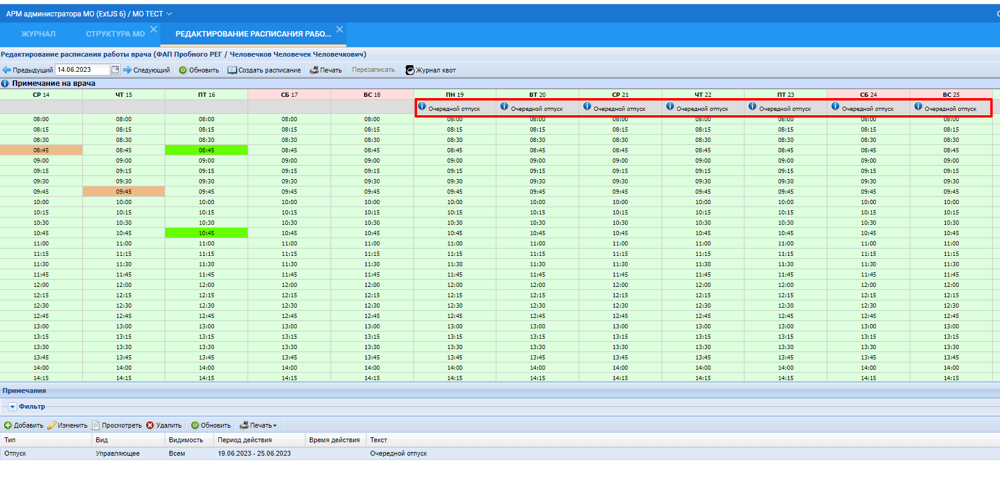 АРМ администратора МО (ExtJS 6) / МО ТЕСТ
ЖУРНАЛ СТРУКТУРА МО РЕДАКТИРОВАНИЕ РАСПИСАНИЯ РАБО...
Редактирование расписания работы врача (ФАП Пробного РЕГ / Человечков Человечек Человечкович)
Предыдущий 14.06.2023 Следующий Обновить Создать расписание Печать Перезаписать Журнал квот
Примечание на врача
СР 14 ЧТ 15 ПТ 16 СБ 17 ВС 18 ПН 19 ВТ 20 СР 21 ЧТ 22 ПТ 23 СБ 24 ВС 25
Очередной отпуск Очередной отпуск Очередной отпуск Очередной отпуск Очередной отпуск Очередной отпуск Очередной отпуск
08:00 08:00 08:00 08:00 08:00 08:00 08:00 08:00 08:00 08:00 08:00 08:00
08:15 08:15 08:15 08:15 08:15 08:15 08:15 08:15 08:15 08:15 08:15 08:15
08:30 08:30 08:30 08:30 08:30 08:30 08:30 08:30 08:30 08:30 08:30 08:30
08:45 08:45 08:45 08:45 08:45 08:45 08:45 08:45 08:45 08:45 08:45 08:45
09:00 09:00 09:00 09:00 09:00 09:00 09:00 09:00 09:00 09:00 09:00 09:00
09:15 09:15 09:15 09:15 09:15 09:15 09:15 09:15 09:15 09:15 09:15 09:15
09:30 09:30 09:30 09:30 09:30 09:30 09:30 09:30 09:30 09:30 09:30 09:30
09:45 09:45 09:45 09:45 09:45 09:45 09:45 09:45 09:45 09:45 09:45 09:45
10:00 10:00 10:00 10:00 10:00 10:00 10:00 10:00 10:00 10:00 10:00 10:00
10:15 10:15 10:15 10:15 10:15 10:15 10:15 10:15 10:15 10:15 10:15 10:15
10:30 10:30 10:30 10:30 10:30 10:30 10:30 10:30 10:30 10:30 10:30 10:30
10:45 10:45 10:45 10:45 10:45 10:45 10:45 10:45 10:45 10:45 10:45 10:45
11:00 11:00 11:00 11:00 11:00 11:00 11:00 11:00 11:00 11:00 11:00 11:00
11:15 11:15 11:15 11:15 11:15 11:15 11:15 11:15 11:15 11:15 11:15 11:15
11:30 11:30 11:30 11:30 11:30 11:30 11:30 11:30 11:30 11:30 11:30 11:30
11:45 11:45 11:45 11:45 11:45 11:45 11:45 11:45 11:45 11:45 11:45 11:45
12:00 12:00 12:00 12:00 12:00 12:00 12:00 12:00 12:00 12:00 12:00 12:00
12:15 12:15 12:15 12:15 12:15 12:15 12:15 12:15 12:15 12:15 12:15 12:15
12:30 12:30 12:30 12:30 12:30 12:30 12:30 12:30 12:30 12:30 12:30 12:30
12:45 12:45 12:45 12:45 12:45 12:45 12:45 12:45 12:45 12:45 12:45 12:45
13:00 13:00 13:00 13:00 13:00 13:00 13:00 13:00 13:00 13:00 13:00 13:00
13:15 13:15 13:15 13:15 13:15 13:15 13:15 13:15 13:15 13:15 13:15 13:15
13:30 13:30 13:30 13:30 13:30 13:30 13:30 13:30 13:30 13:30 13:30 13:30
13:45 13:45 13:45 13:45 13:45 13:45 13:45 13:45 13:45 13:45 13:45 13:45
14:00 14:00 14:00 14:00 14:00 14:00 14:00 14:00 14:00 14:00 14:00 14:00
14:15 14:15 14:15 14:15 14:15 14:15 14:15 14:15 14:15 14:15 14:15 14:15
Примечания
Фильтр
Добавить Изменить Просмотреть Удалить Обновить Печать
Тип Вид Видимость Период действия Время действия Текст
Отпуск Управляющее Всем 19.06.2023 - 25.06.2023 Очередной отпуск